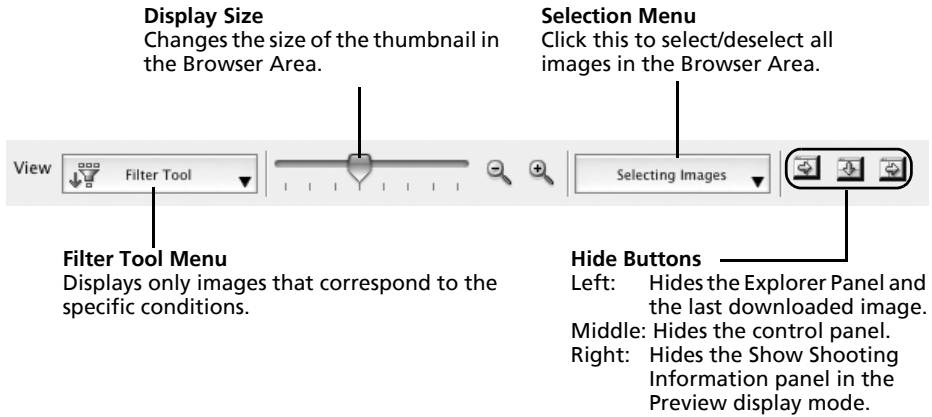 Display Size
Changes the size of the thumbnail in
the Browser Area.
Selection Menu
Click this to select/deselect all
images in the Browser Area.
View
Filter Tool
Selecting Images
Filter Tool Menu
Displays only images that correspond to the
specific conditions.
Hide Buttons
Left: Hides the Explorer Panel and
the last downloaded image.
Middle: Hides the control panel.
Right: Hides the Show Shooting
Information panel in the
Preview display mode.